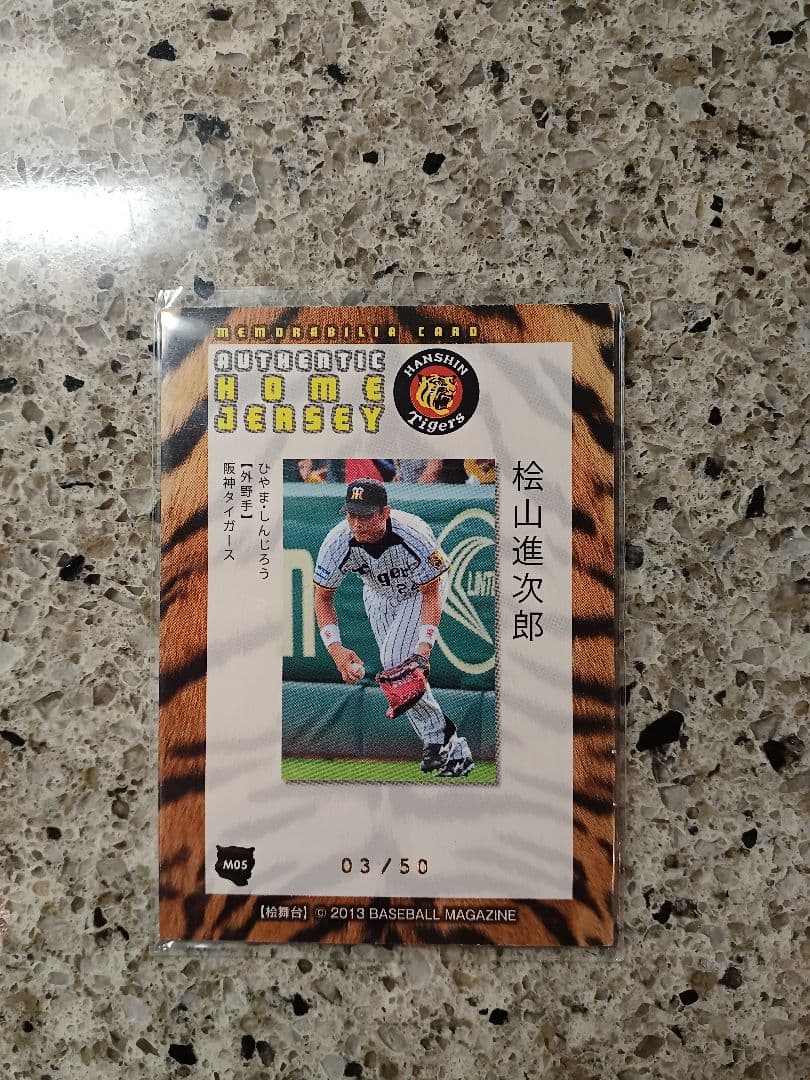 MEMORABILIA CARD
AUTHENTIC
HOME
JERSEY
HANSHIN
Tigers
桧山進次郎
ひやま・しんじろう
【外野手】
阪神タイガース
M05
03/50
【桧舞台】© 2013 BASEBALL MAGAZINE